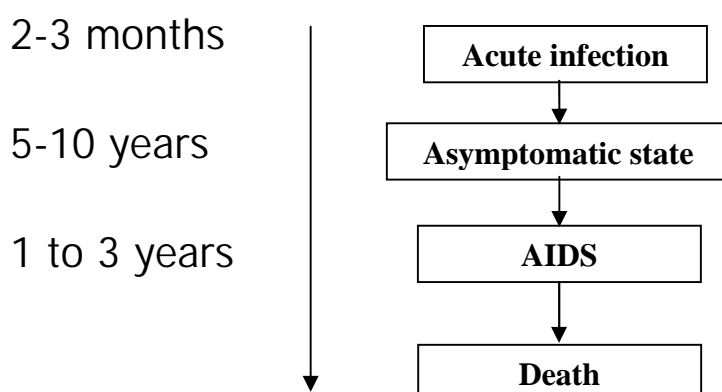 2-3 months
Acute infection
5-10 years
Asymptomatic state
1 to 3 years
AIDS
Death